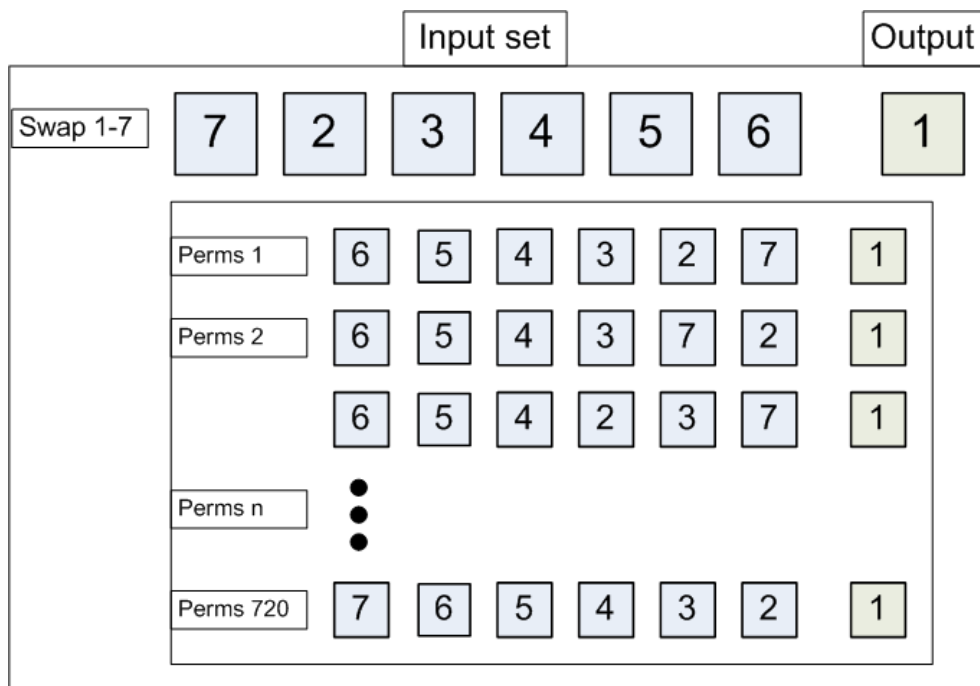 Input set Output
Swap 1-7 7 2 3 4 5 6 1
Perms 1 6 5 4 3 2 7 1
Perms 2 6 5 4 3 7 2 1
6 5 4 2 3 7 1
Perms n
Perms 720 7 6 5 4 3 2 1